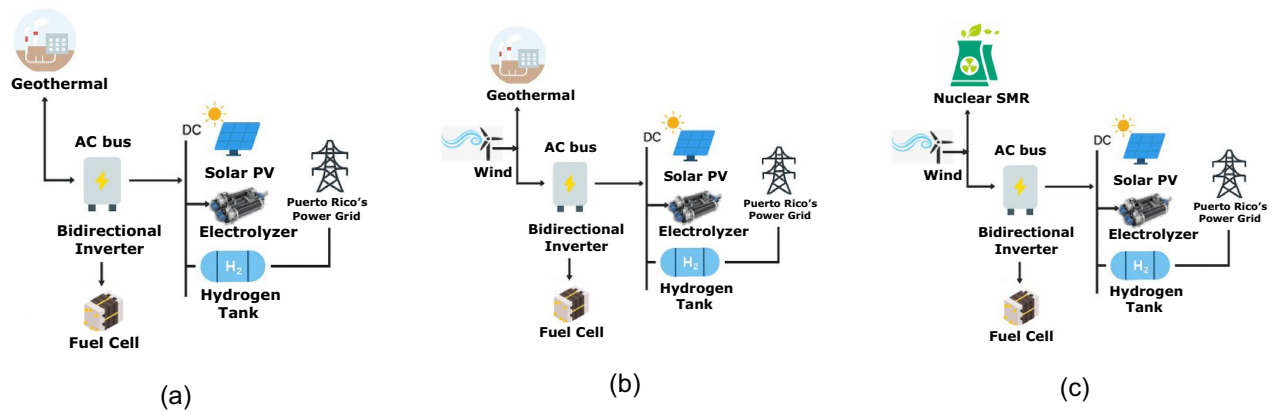 Geothermal
AC bus
DC
Solar PV
Puerto Rico's
Power Grid
Electrolyzer
Bidirectional
Inverter
H₂
Hydrogen
Tank
Fuel Cell
(a)
Geothermal
Wind
AC bus
DC
Solar PV
Puerto Rico's
Power Grid
Electrolyzer
Bidirectional
Inverter
H₂
Hydrogen
Tank
Fuel Cell
(b)
Nuclear SMR
Wind
AC bus
DC
Solar PV
Puerto Rico's
Power Grid
Electrolyzer
Bidirectional
Inverter
H₂
Hydrogen
Tank
Fuel Cell
(c)